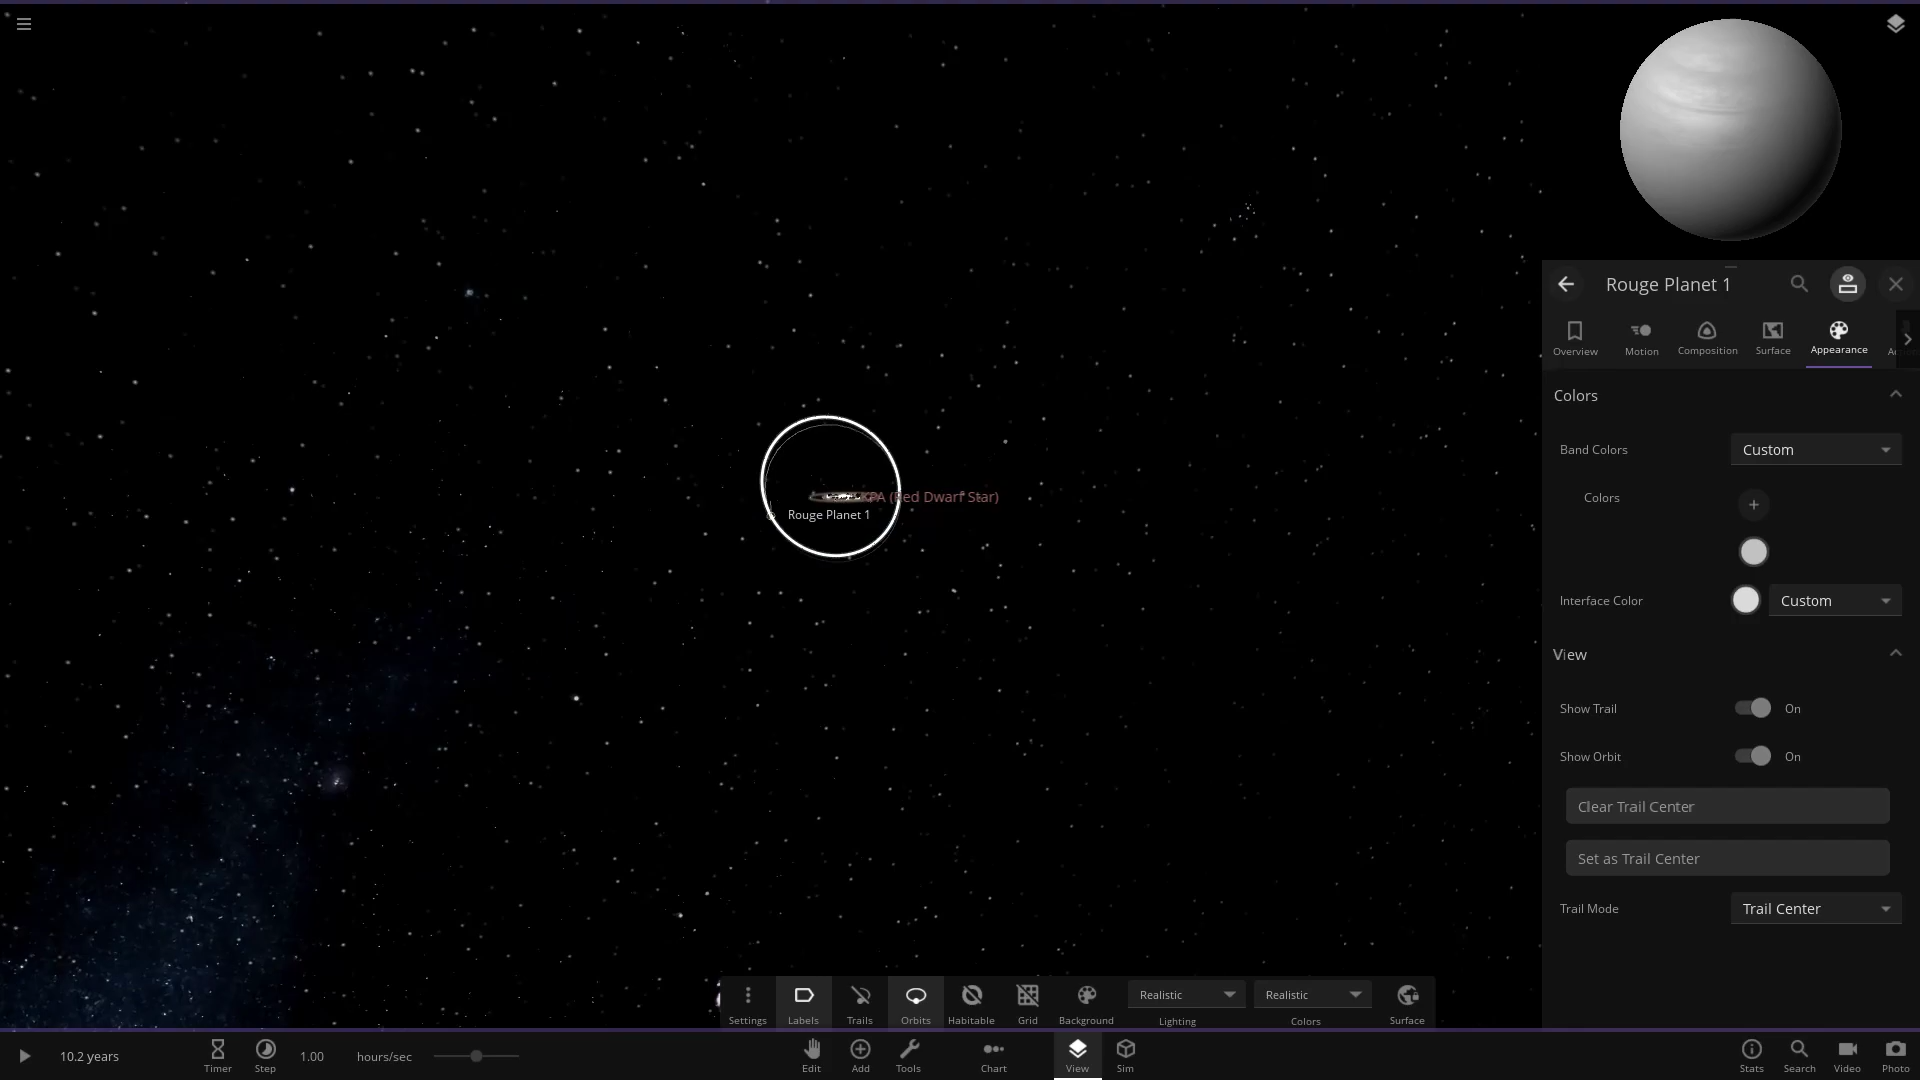 Rouge Planet 1
Overview
Motion
Composition
Surface
Appearance
Colors
Band Colors
Custom
Colors
Interface Color
Custom
View
Show Trail
On
Show Orbit
On
Clear Trail Center
Set as Trail Center
Trail Mode
Trail Center
(Red Dwarf Star)
Rouge Planet 1
Settings
Labels
Trails
Orbits
Habitable
Grid
Background
Realistic
Lighting
Realistic
Colors
Surface
10.2 years
Timer
Step
1.00
hours/sec
Edit
Add
Tools
Chart
View
Sim
Stats
Search
Video
Photo